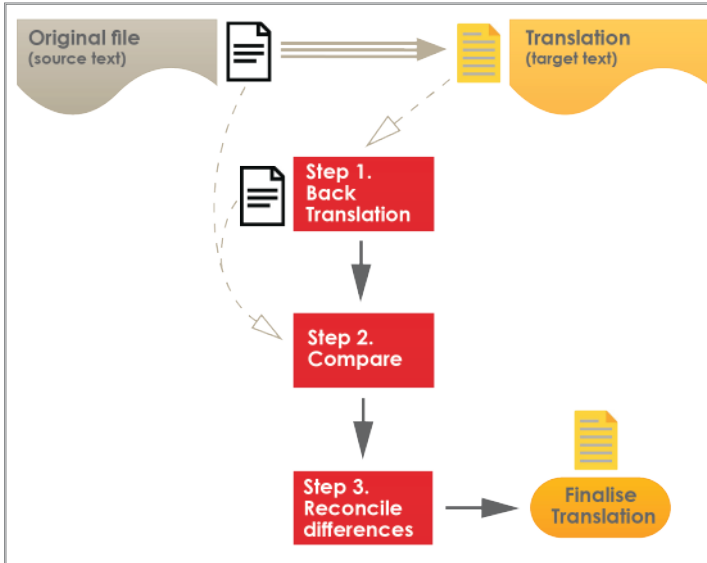 Original file
(source text)
Translation
(target text)
Step 1.
Back
Translation
Step 2.
Compare
Step 3.
Reconcile
differences
Finalise
Translation